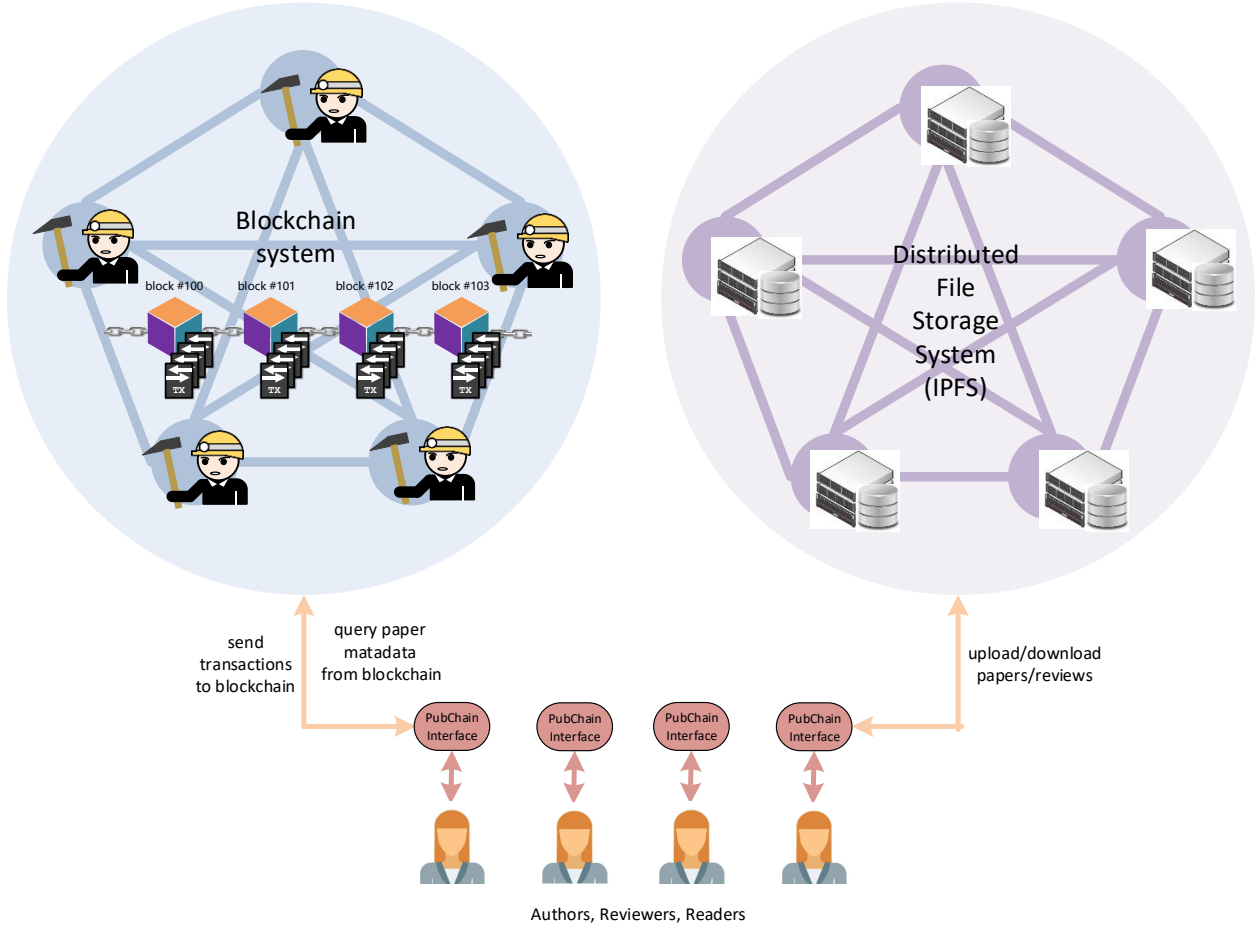 Blockchain
system
block #100
block #101
block #102
block #103
TX
TX
TX
TX
Distributed
File
Storage
System
(IPFS)
send
transactions
to blockchain
query paper
matadata
from blockchain
upload/download
papers/reviews
PubChain
Interface
PubChain
Interface
PubChain
Interface
PubChain
Interface
Authors, Reviewers, Readers